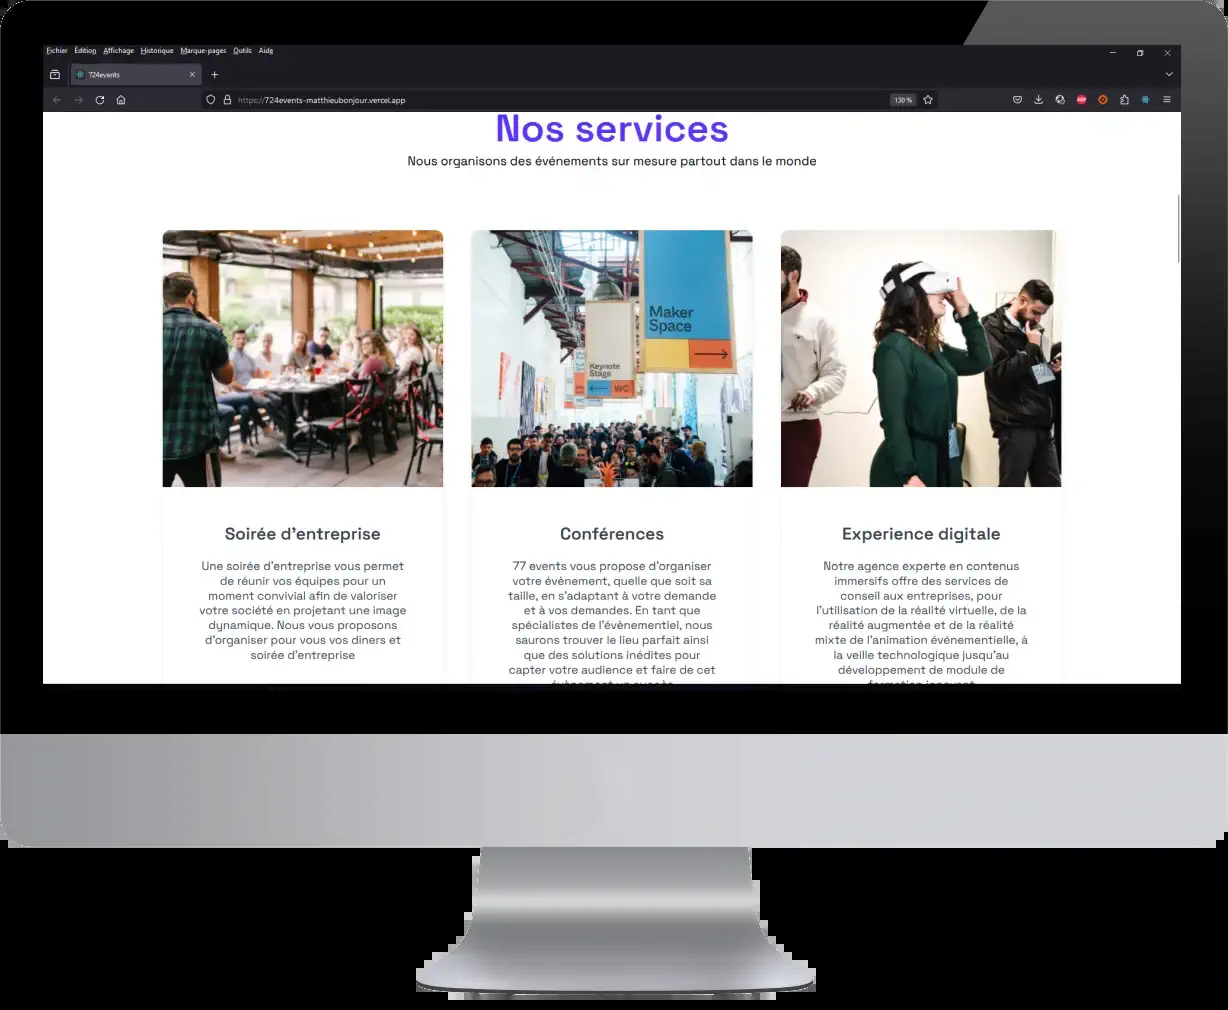 Fichier Édition Affichage Historique Marque-pages Outils Aide
724events
https://724events-matthieubonjour.vercel.app
130 %
ABP
Nos services
Nous organisons des événements sur mesure partout dans le monde
Maker
Space
Keynote
Stage
WC
Soirée d'entreprise
Une soirée d'entreprise vous permet
de réunir vos équipes pour un
moment convivial afin de valoriser
votre société en projetant une image
dynamique. Nous vous proposons
d'organiser pour vous vos diners et
soirée d'entreprise
Conférences
77 events vous propose d'organiser
votre évènement, quelle que soit sa
taille, en s'adaptant à votre demande
et à vos demandes. En tant que
spécialistes de l'évènementiel, nous
saurons trouver le lieu parfait ainsi
que des solutions inédites pour
capter votre audience et faire de cet
évènement un succès
Experience digitale
Notre agence experte en contenus
immersifs offre des services de
conseil aux entreprises, pour
l'utilisation de la réalité virtuelle, de la
réalité augmentée et de la réalité
mixte de l'animation événementielle, à
la veille technologique jusqu'au
développement de module de
formation innovant